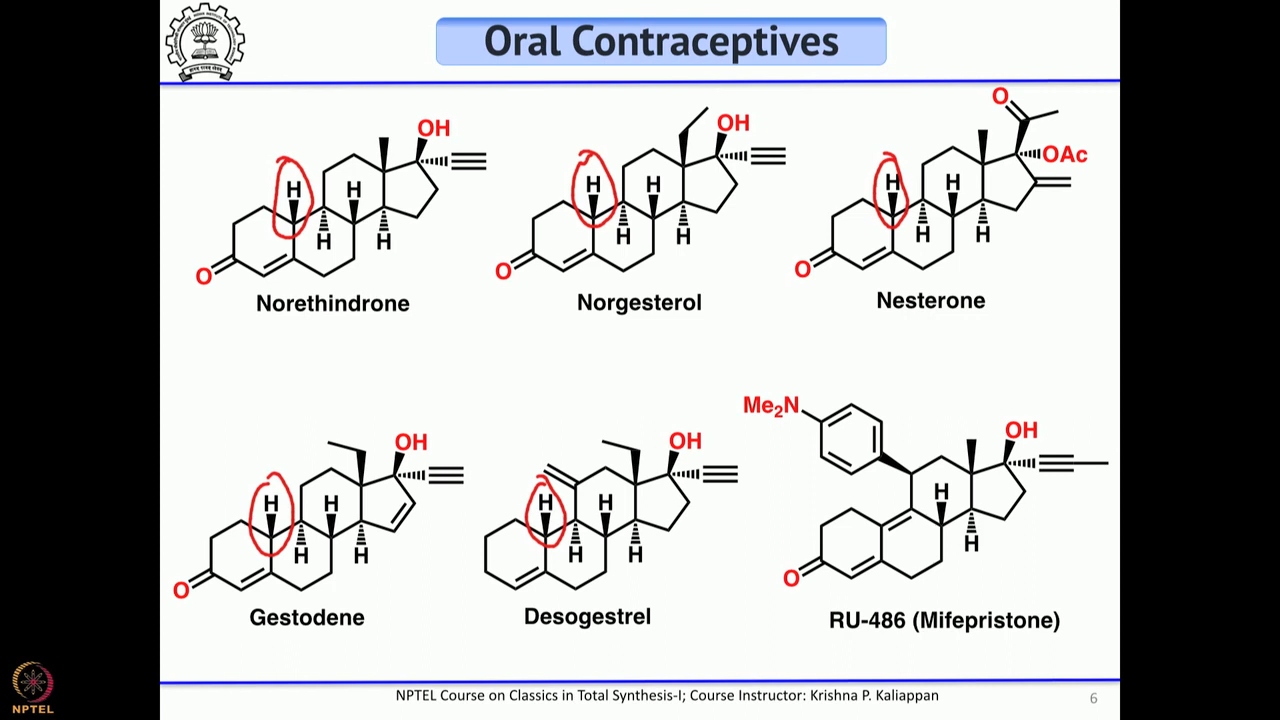 Oral Contraceptives
OH
H H
H H
O
Norethindrone
OH
H H
H H
O
Norgesterol
O
OAc
H H
H H
O
Nesterone
OH
H H
H H
O
Gestodene
OH
H H
H H
Desogestrel
Me2N
OH
H
H
O
RU-486 (Mifepristone)
NPTEL
NPTEL Course on Classics in Total Synthesis-I; Course Instructor: Krishna P. Kaliappan
6